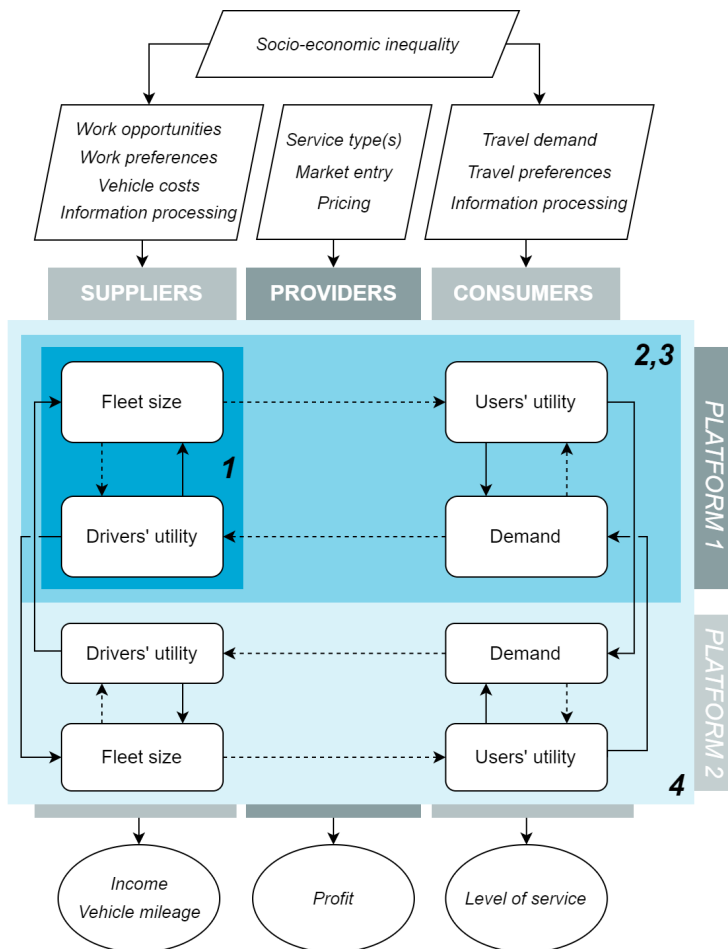 Socio-economic inequality
Work opportunities
Work preferences
Vehicle costs
Information processing
Service type(s)
Market entry
Pricing
Travel demand
Travel preferences
Information processing
SUPPLIERS
PROVIDERS
CONSUMERS
2,3
Fleet size
Users' utility
1
Drivers' utility
Demand
PLATFORM 1
Drivers' utility
Demand
Fleet size
Users' utility
4
PLATFORM 2
Income
Vehicle mileage
Profit
Level of service